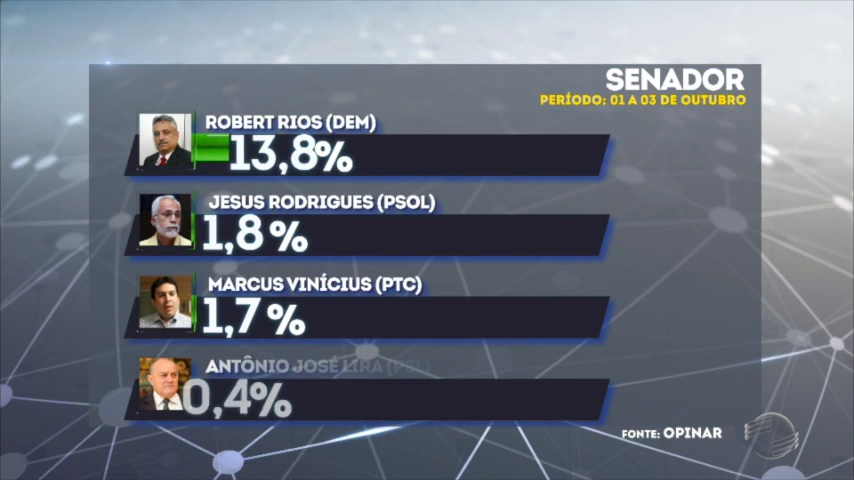 SENADOR
PERÍODO: 01 A 03 DE OUTUBRO
ROBERT RIOS (DEM)
13,8%
JESUS RODRIGUES (PSOL)
1,8 %
MARCUS VINÍCIUS (PTC)
1,7 %
ANTÔNIO JOSÉ LIRA (PSL)
0,4%
FONTE: OPINAR